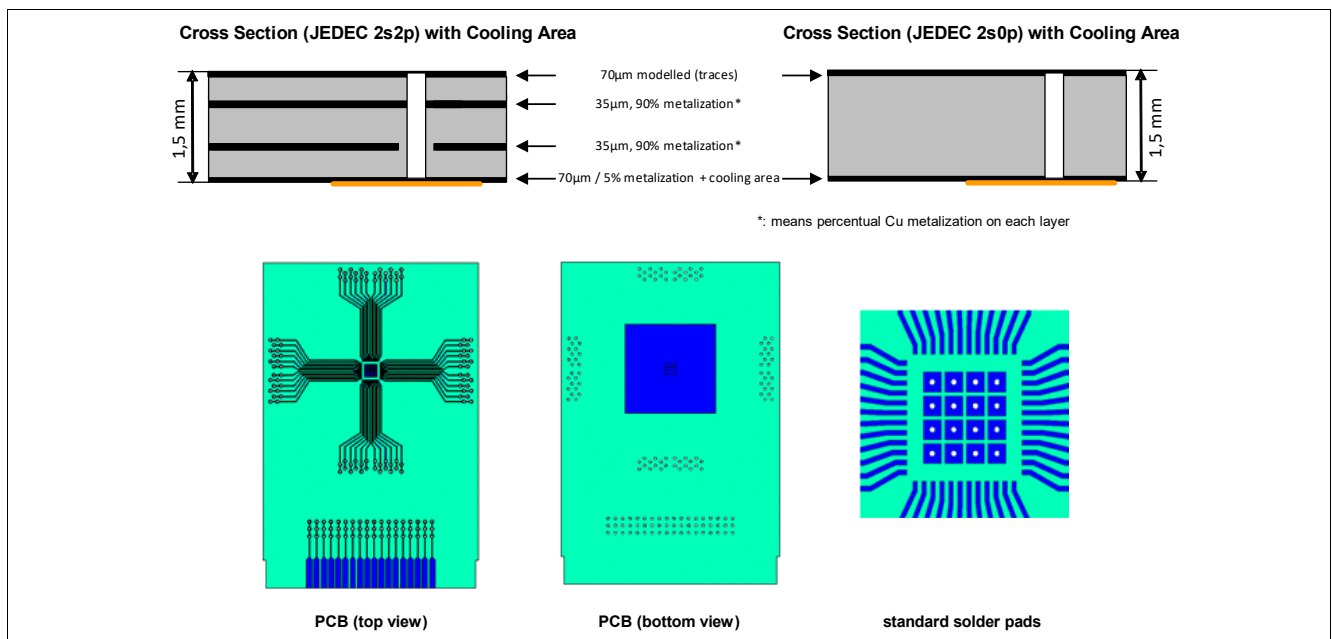 Cross Section (JEDEC 2s2p) with Cooling Area
Cross Section (JEDEC 2s0p) with Cooling Area
1,5 mm
70µm modelled (traces)
35µm, 90% metalization*
35µm, 90% metalization*
70µm / 5% metalization + cooling area
1,5 mm
*: means percentual Cu metalization on each layer
PCB (top view)
PCB (bottom view)
standard solder pads